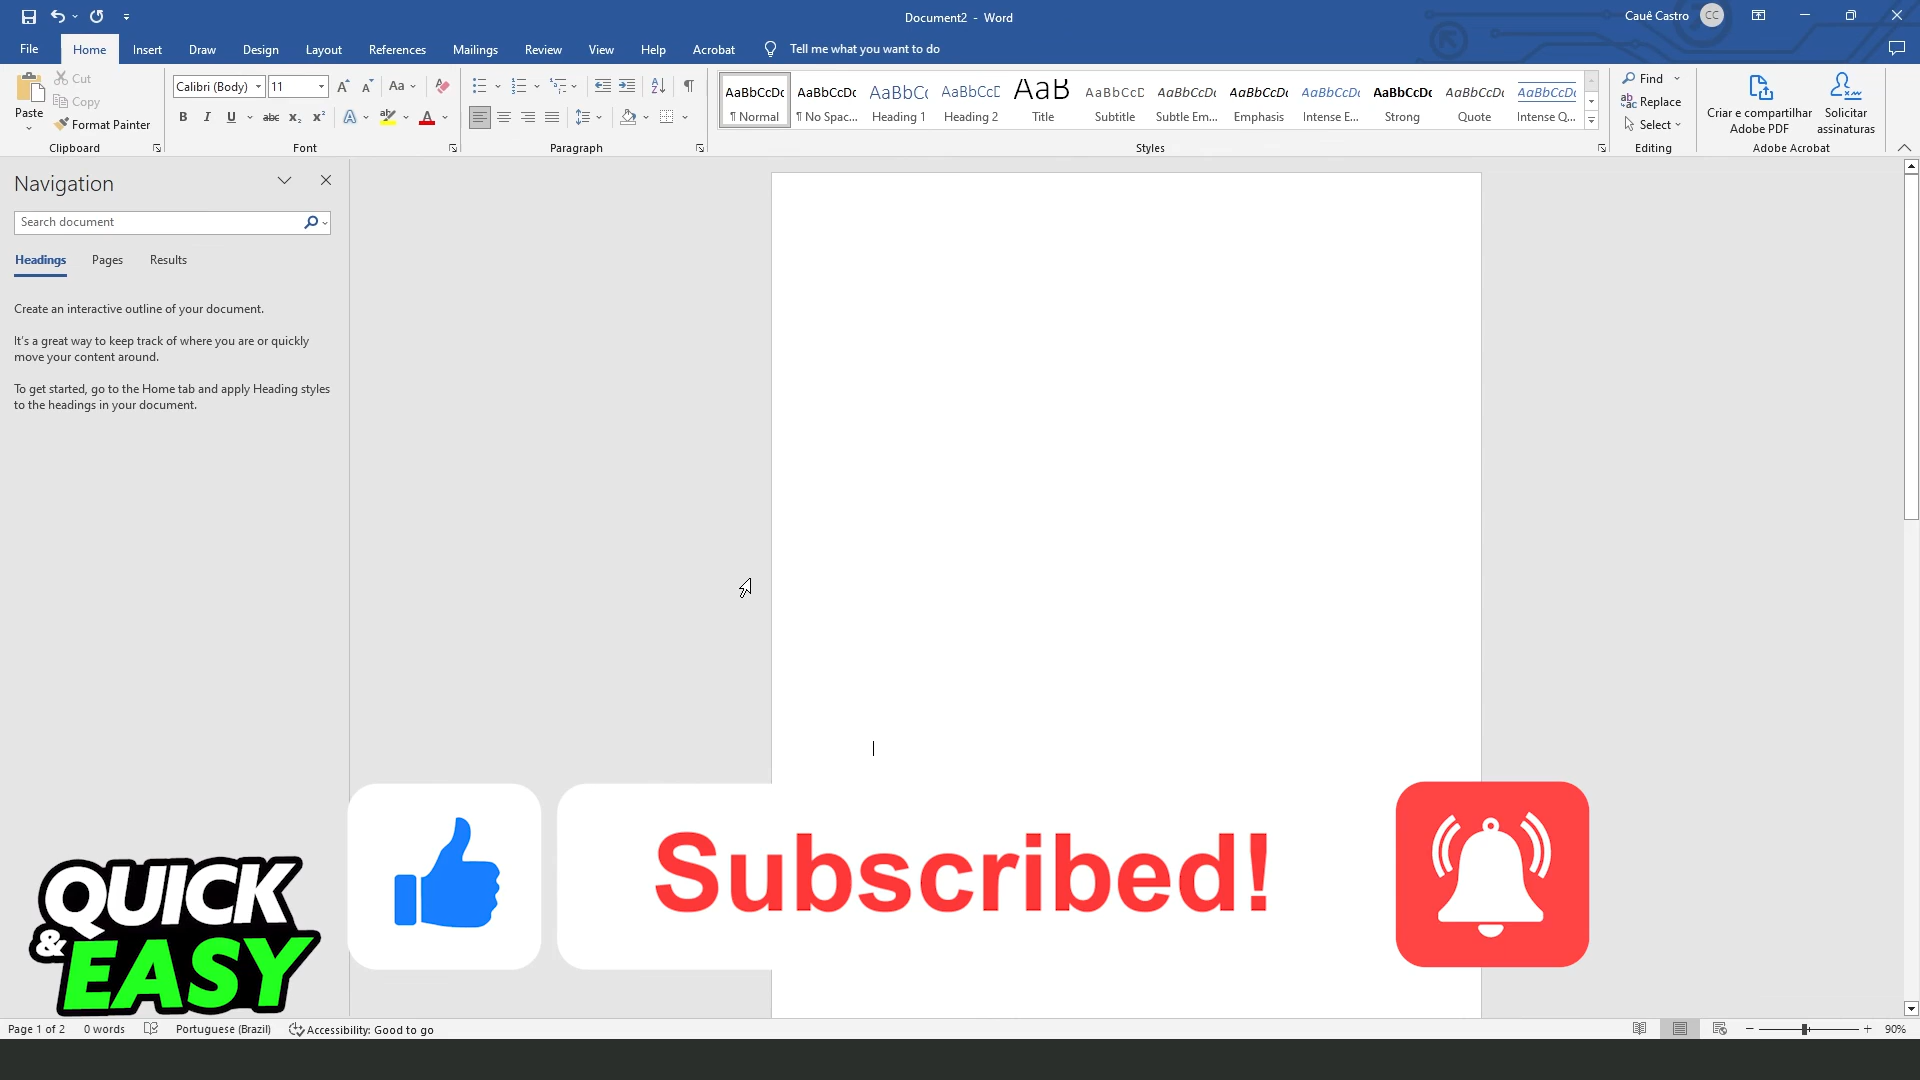 Document2 - Word
Cauê Castro
CC
File
Home
Insert
Draw
Design
Layout
References
Mailings
Review
View
Help
Acrobat
Tell me what you want to do
Paste
Cut
Copy
Format Painter
Clipboard
Calibri (Body)
11
Aa
B I U abc x₂ x²
A
A
Font
Paragraph
AaBbCcDc
¶ Normal
AaBbCcDc
¶ No Spac...
AaBbC(
Heading 1
AaBbCcD
Heading 2
AaB
Title
AaBbCcD
Subtitle
AaBbCcDc
Subtle Em...
AaBbCcDc
Emphasis
AaBbCcDc
Intense E...
AaBbCcDc
Strong
AaBbCcDc
Quote
AaBbCcDc
Intense Q...
Styles
Find
Replace
Select
Editing
Criar e compartilhar
Adobe PDF
Solicitar
assinaturas
Adobe Acrobat
Navigation
Search document
Headings
Pages
Results
Create an interactive outline of your document.
It's a great way to keep track of where you are or quickly
move your content around.
To get started, go to the Home tab and apply Heading styles
to the headings in your document.
Subscribed!
QUICK
& EASY
Page 1 of 2
0 words
Portuguese (Brazil)
Accessibility: Good to go
90%